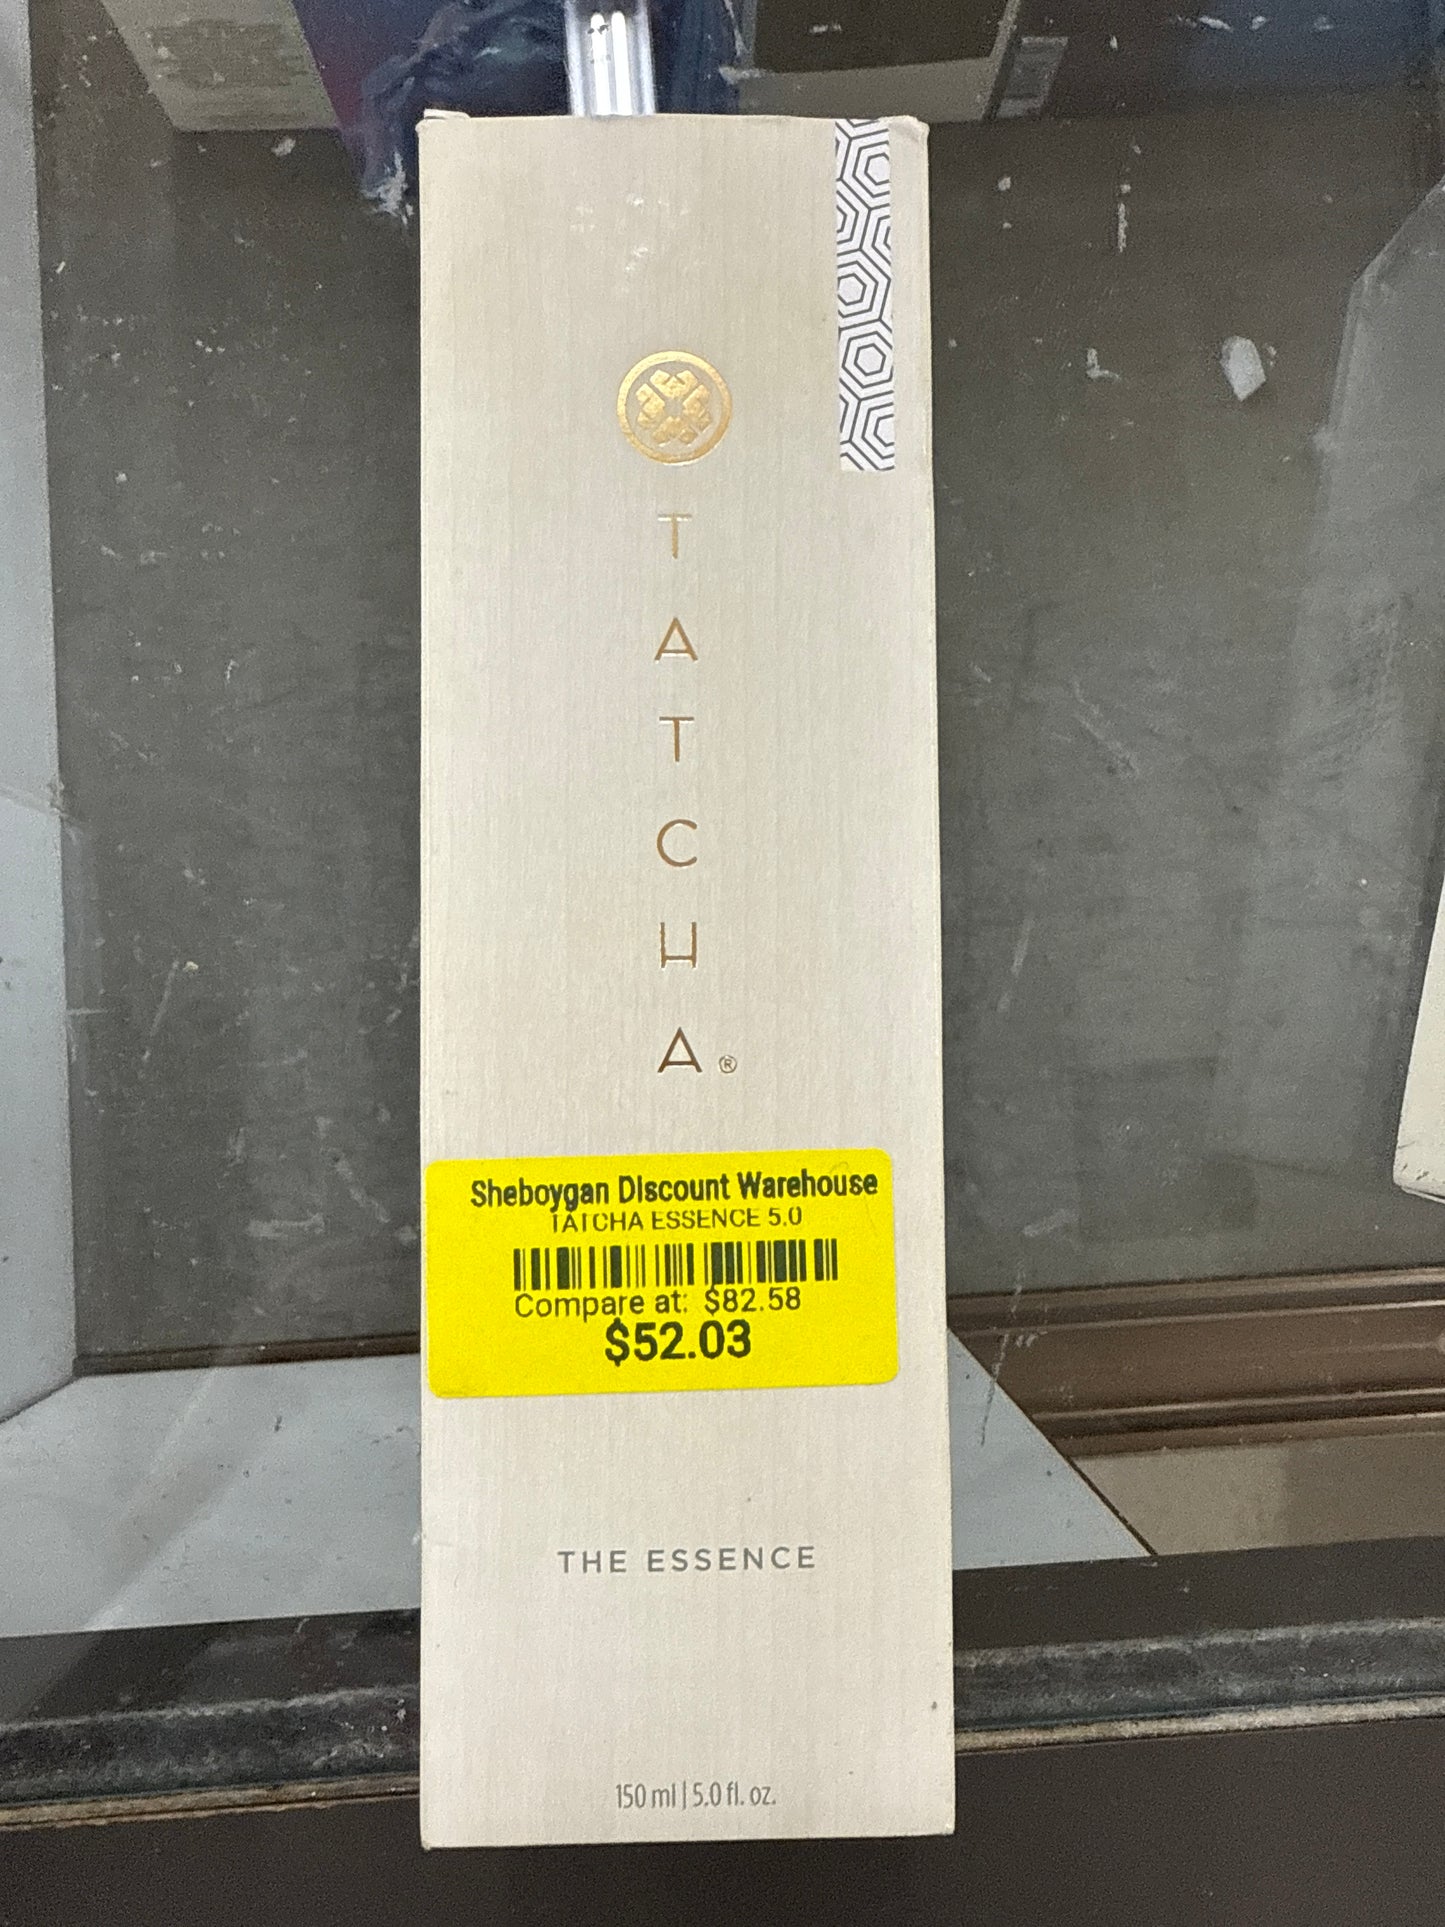 TATCHA®
Sheboygan Discount Warehouse
TATCHA ESSENCE 5.0
Compare at: $82.58
$52.03
THE ESSENCE
150 ml | 5.0 fl. oz.